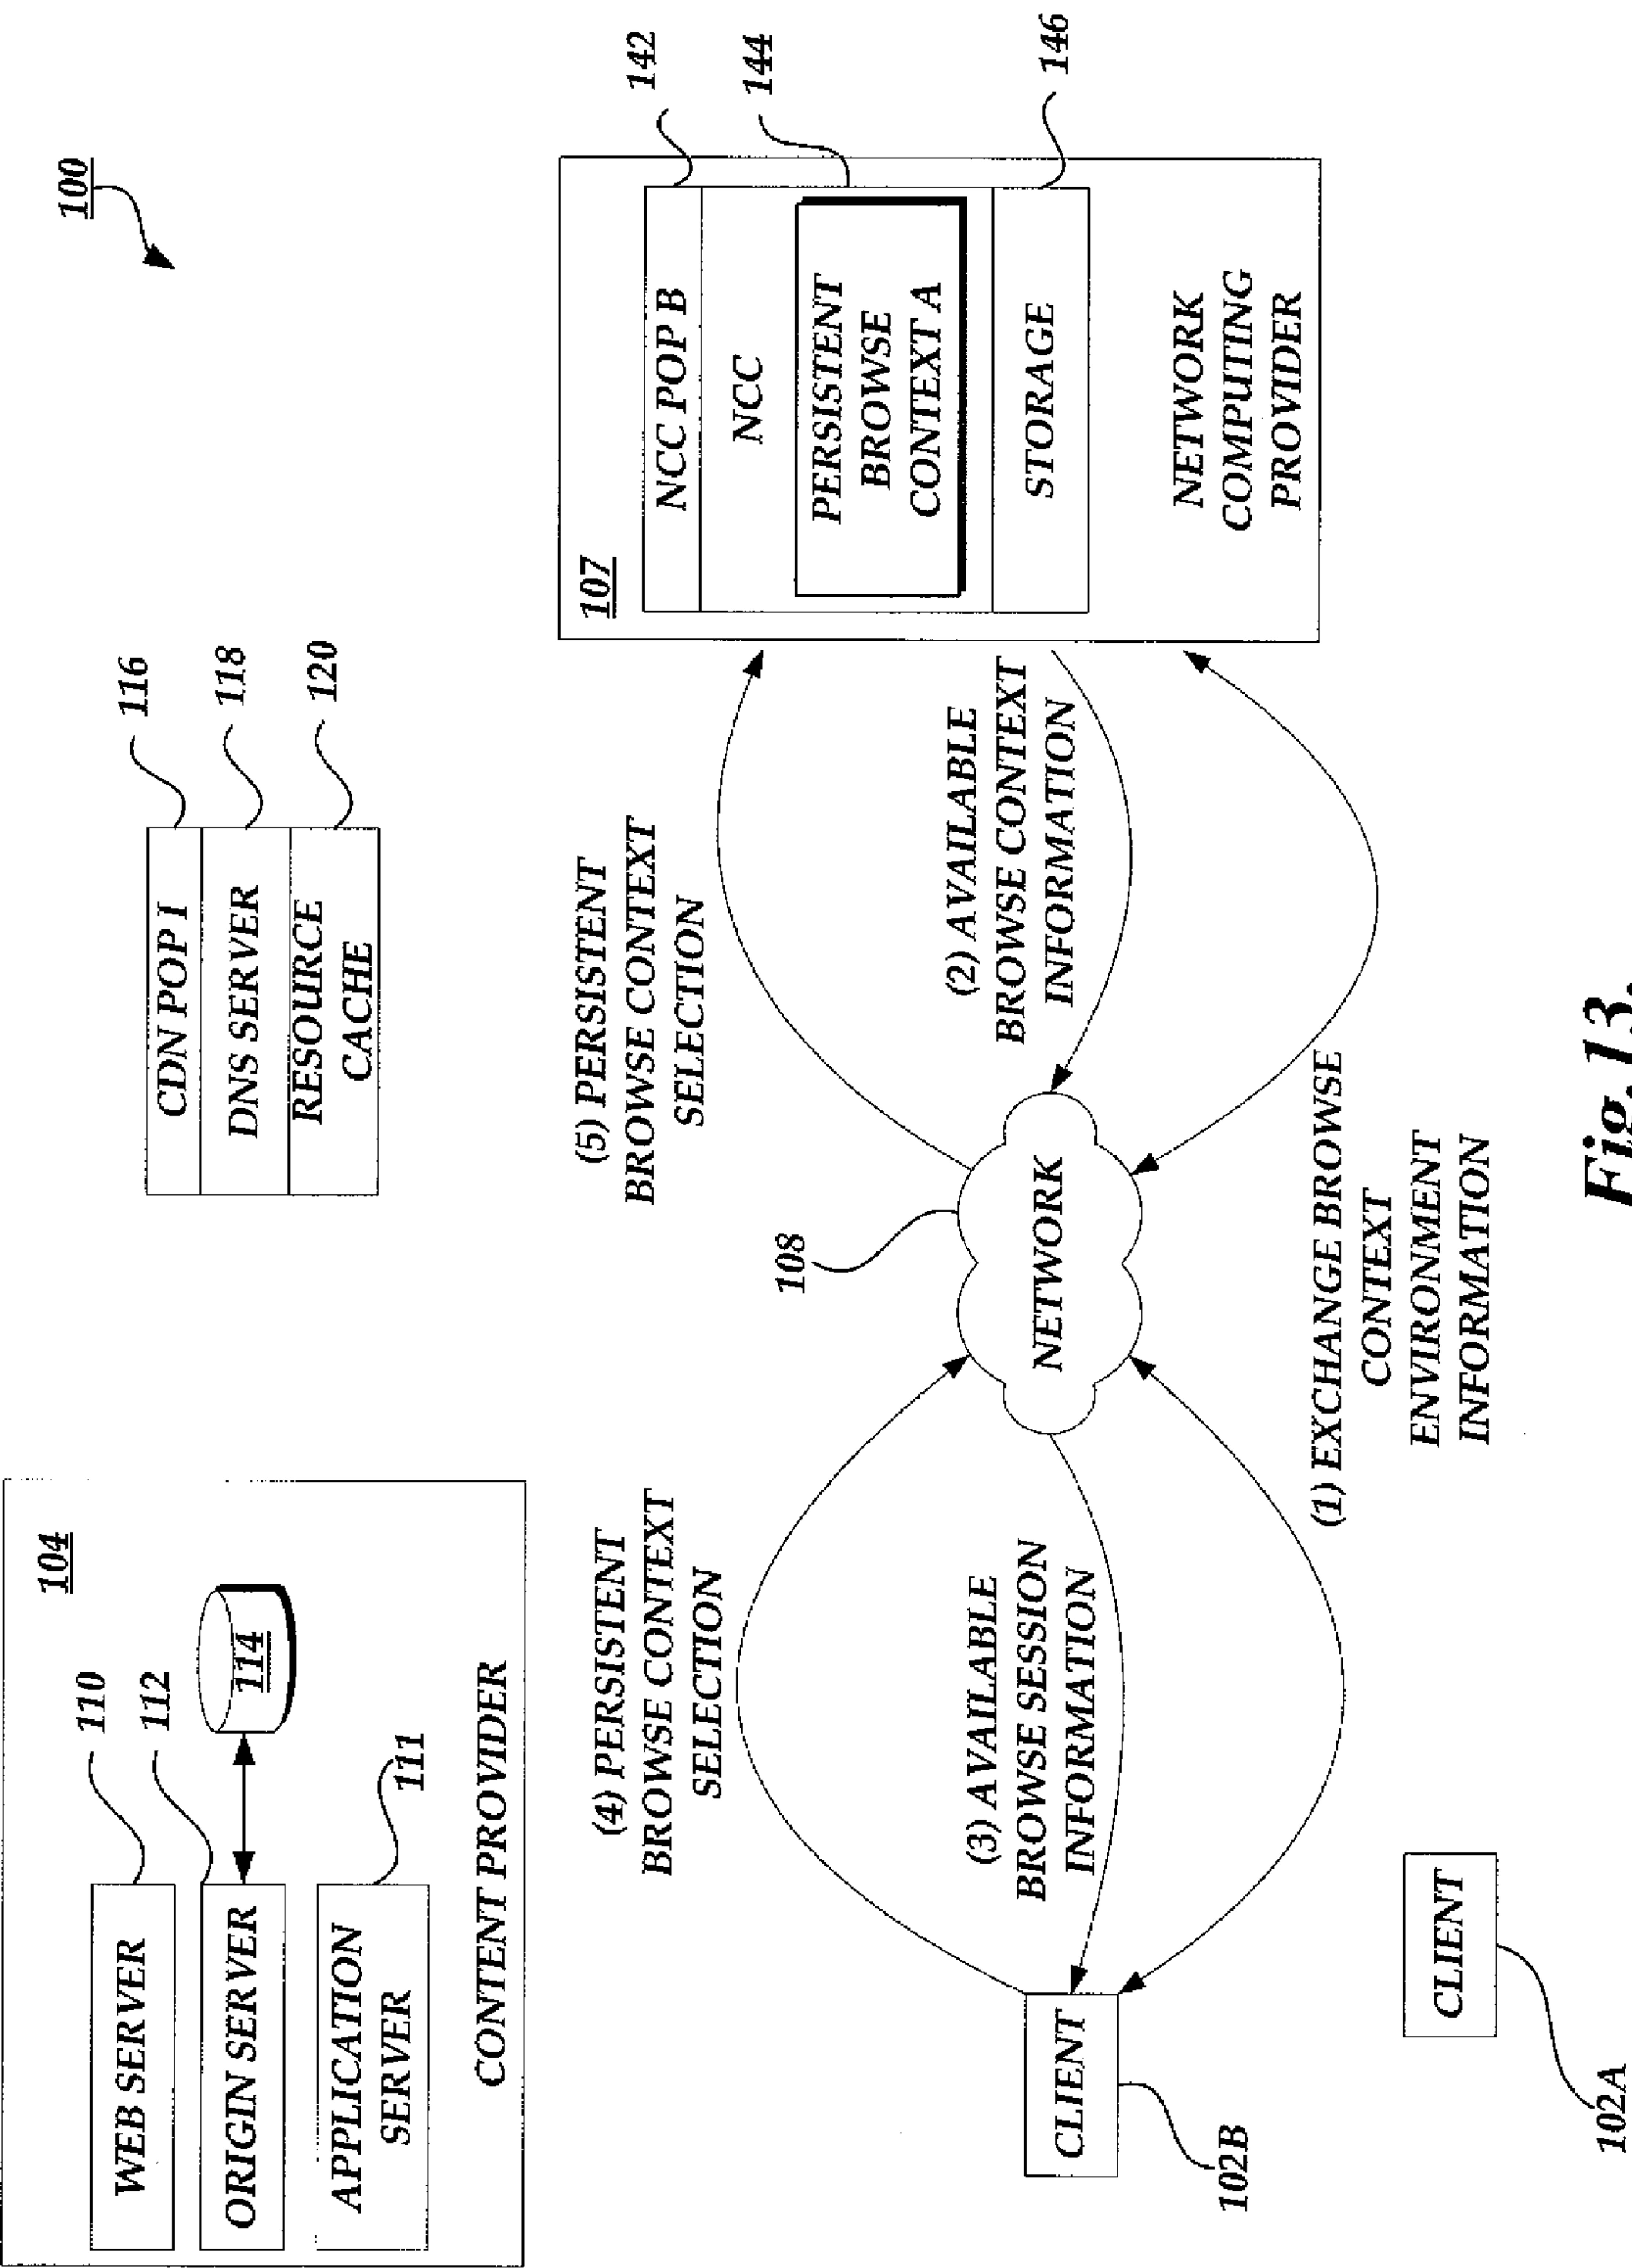 100
104
110
112
114
111
WEB SERVER
ORIGIN SERVER
APPLICATION
SERVER
CONTENT PROVIDER
116
118
120
CDN POP I
DNS SERVER
RESOURCE
CACHE
(4) PERSISTENT
BROWSE CONTEXT
SELECTION
(5) PERSISTENT
BROWSE CONTEXT
SELECTION
107
142
144
146
NCC POP B
NCC
PERSISTENT
BROWSE
CONTEXT A
STORAGE
NETWORK
COMPUTING
PROVIDER
108
NETWORK
(2) AVAILABLE
BROWSE CONTEXT
INFORMATION
(3) AVAILABLE
BROWSE SESSION
INFORMATION
CLIENT
102B
(1) EXCHANGE BROWSE
CONTEXT
ENVIRONMENT
INFORMATION
CLIENT
102A
Fig.13.